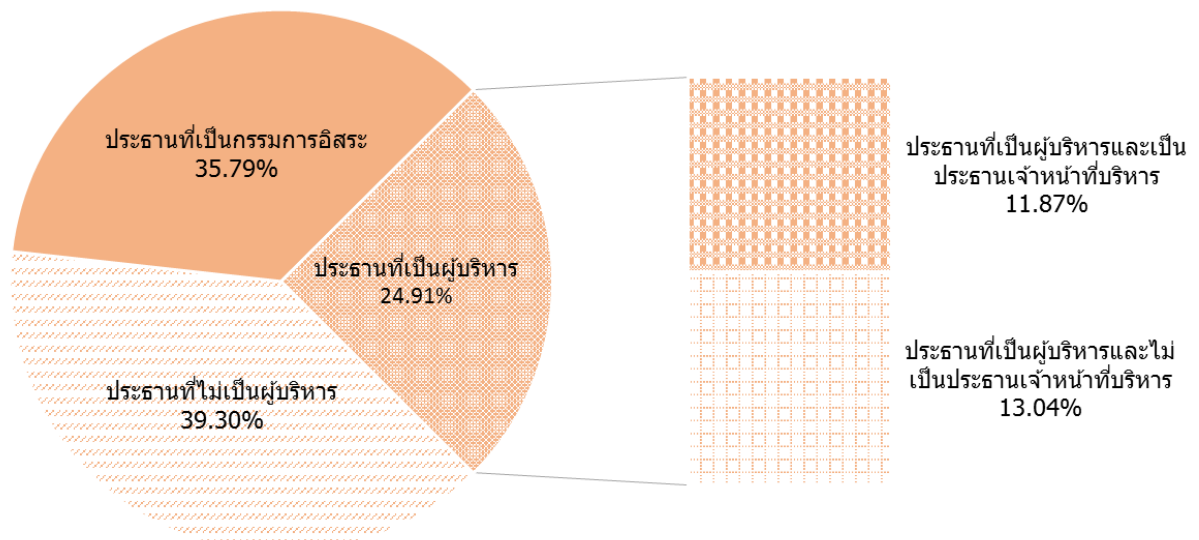 ประธานที่เป็นกรรมการอิสระ
35.79%
ประธานที่เป็นผู้บริหาร
24.91%
ประธานที่ไม่เป็นผู้บริหาร
39.30%
ประธานที่เป็นผู้บริหารและเป็น
ประธานเจ้าหน้าที่บริหาร
11.87%
ประธานที่เป็นผู้บริหารและไม่
เป็นประธานเจ้าหน้าที่บริหาร
13.04%